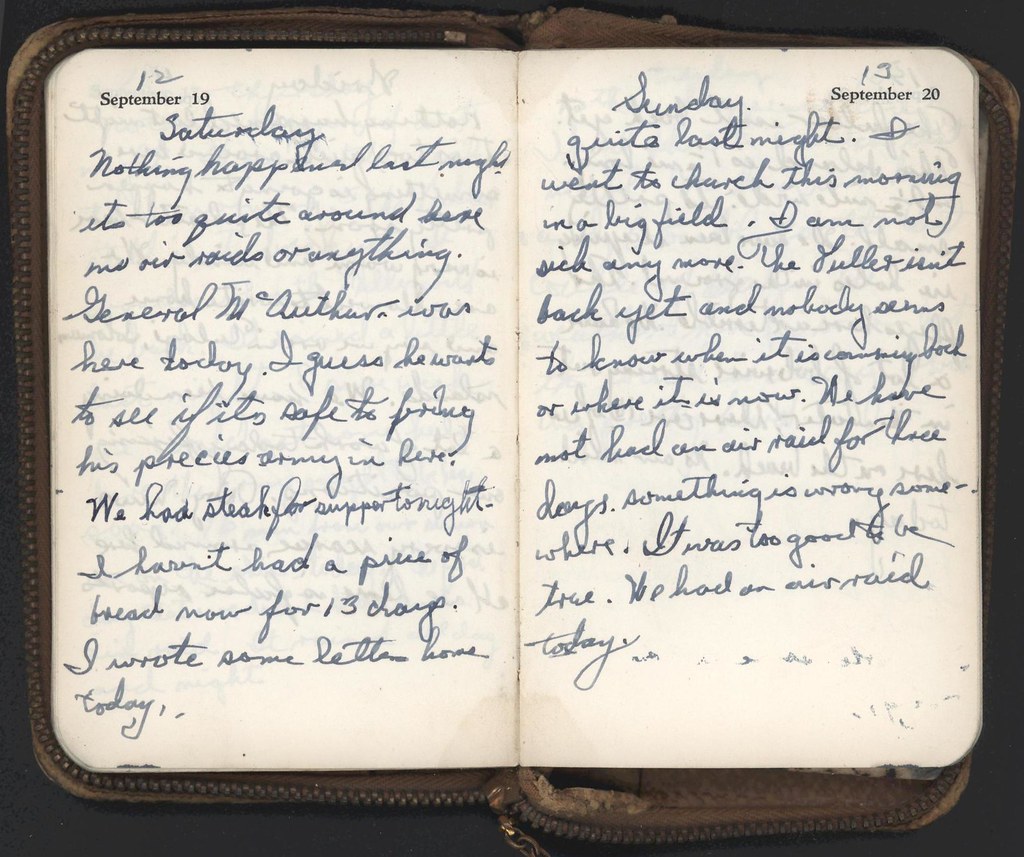 12
September 19
Saturday
Nothing happened last night
its too quite around here
no air raids or anything.
General McAuthur was
here today. I guess he wants
to see if its safe to bring
his precies army in here.
We had steak for supper tonight.
I havn't had a piece of
bread now for 13 days.
I wrote some letters home
today.
13
September 20
Sunday.
quite last night. I
went to church this morning
in a big field. I am not
sick any more. The Fuller isn't
back yet and nobody seems
to know when it is comming back
or where it is now. We have
not had an air raid for three
days. something is wrong some-
where. It was too good to be
true. We had an air raid
today.